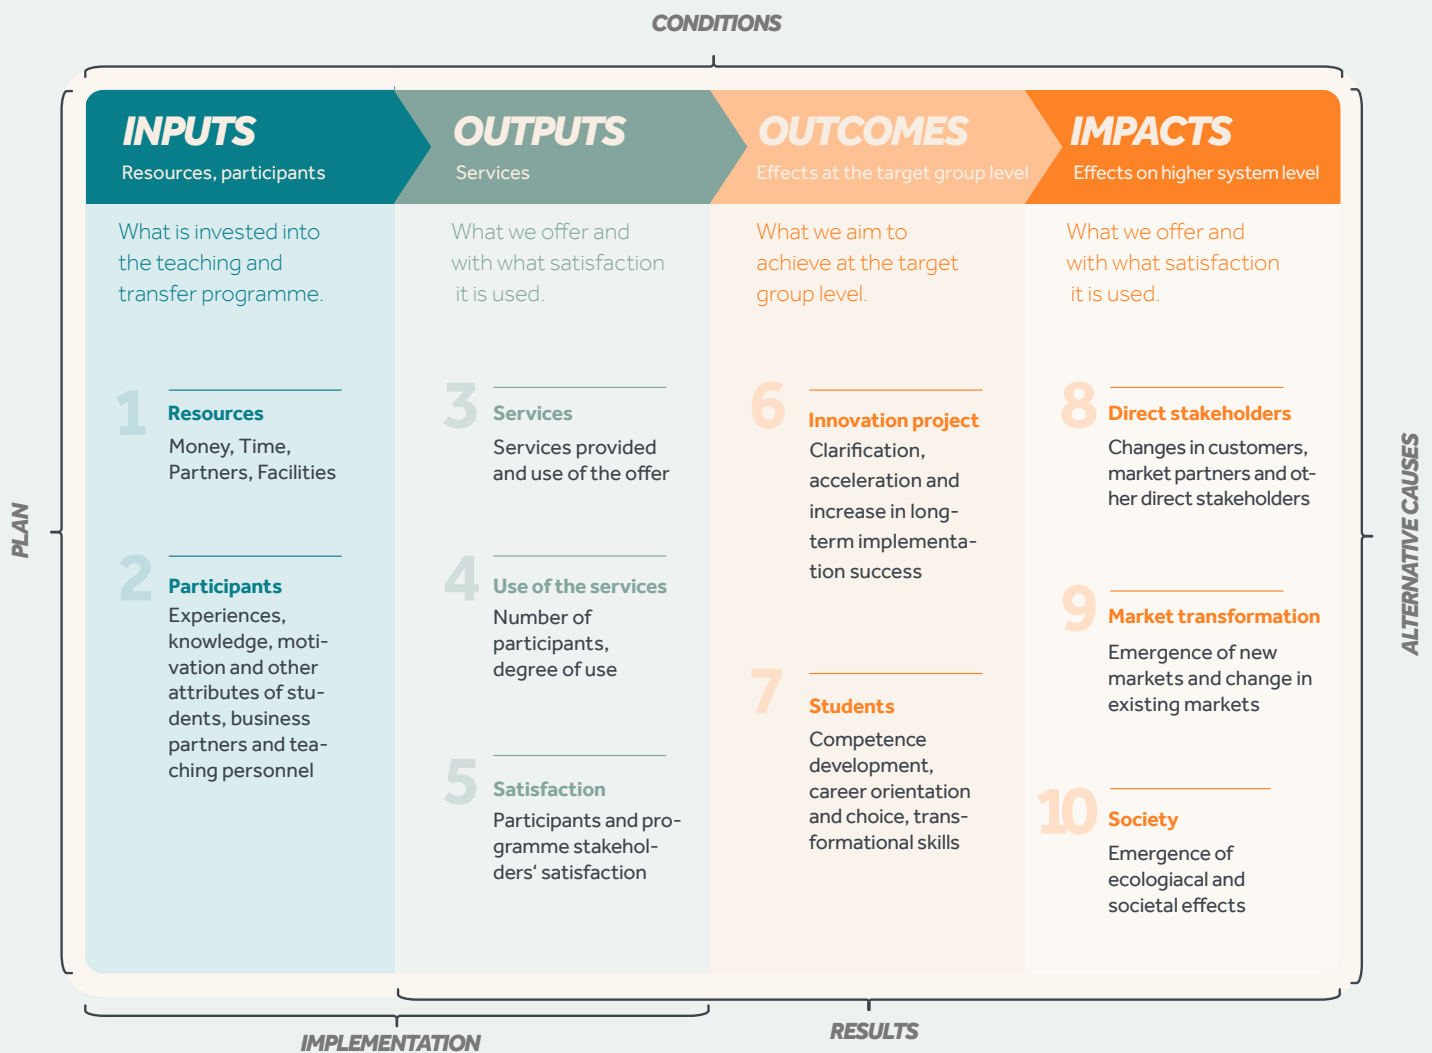 CONDITIONS
PLAN
INPUTS
Resources, participants
What is invested into
the teaching and
transfer programme.
1
Resources
Money, Time,
Partners, Facilities
2
Participants
Experiences,
knowledge, moti-
vation and other
attributes of stu-
dents, business
partners and tea-
ching personnel
OUTPUTS
Services
What we offer and
with what satisfaction
it is used.
3
Services
Services provided
and use of the offer
4
Use of the services
Number of
participants,
degree of use
5
Satisfaction
Participants and pro-
gramme stakehol-
ders‘ satisfaction
OUTCOMES
Effects at the target group level
What we aim to
achieve at the target
group level.
6
Innovation project
Clarification,
acceleration and
increase in long-
term implementa-
tion success
7
Students
Competence
development,
career orientation
and choice, trans-
formational skills
IMPACTS
Effects on higher system level
What we offer and
with what satisfaction
it is used.
8
Direct stakeholders
Changes in customers,
market partners and ot-
her direct stakeholders
9
Market transformation
Emergence of new
markets and change in
existing markets
10
Society
Emergence of
ecologiacal and
societal effects
ALTERNATIVE CAUSES
IMPLEMENTATION
RESULTS